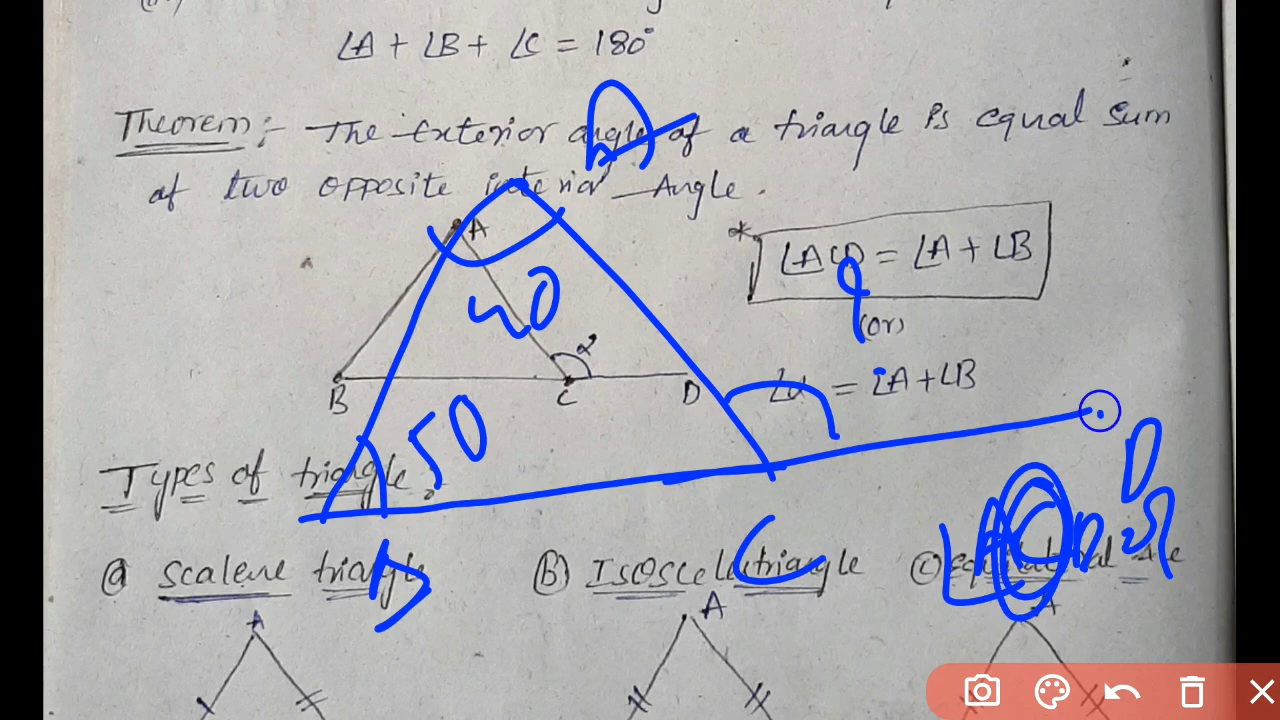 ∠A + ∠B + ∠C = 180°
Theorem :- The Exterior angle of a triangle is equal sum
of two opposite interior Angle.
A
* ∠ACD = ∠A + ∠B
40
(or)
α
B C D
∠α = ∠A + ∠B
50
D
Types of triangle :
ⓐ scalene triangle (b) Isosceles triangle ⓒ equilateral
B C
A A A